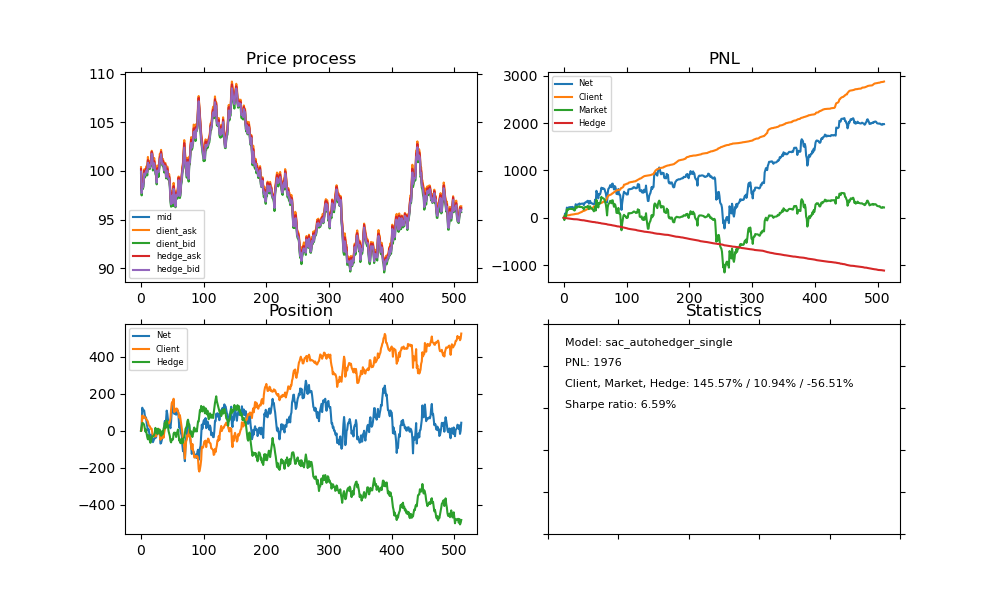 Price process
110
105
100
95
90
mid
client_ask
client_bid
hedge_ask
hedge_bid
0 100 200 300 400 500
PNL
3000
2000
1000
0
−1000
Net
Client
Market
Hedge
0 100 200 300 400 500
Position
400
200
0
−200
−400
Net
Client
Hedge
0 100 200 300 400 500
Statistics
Model: sac_autohedger_single
PNL: 1976
Client, Market, Hedge: 145.57% / 10.94% / -56.51%
Sharpe ratio: 6.59%